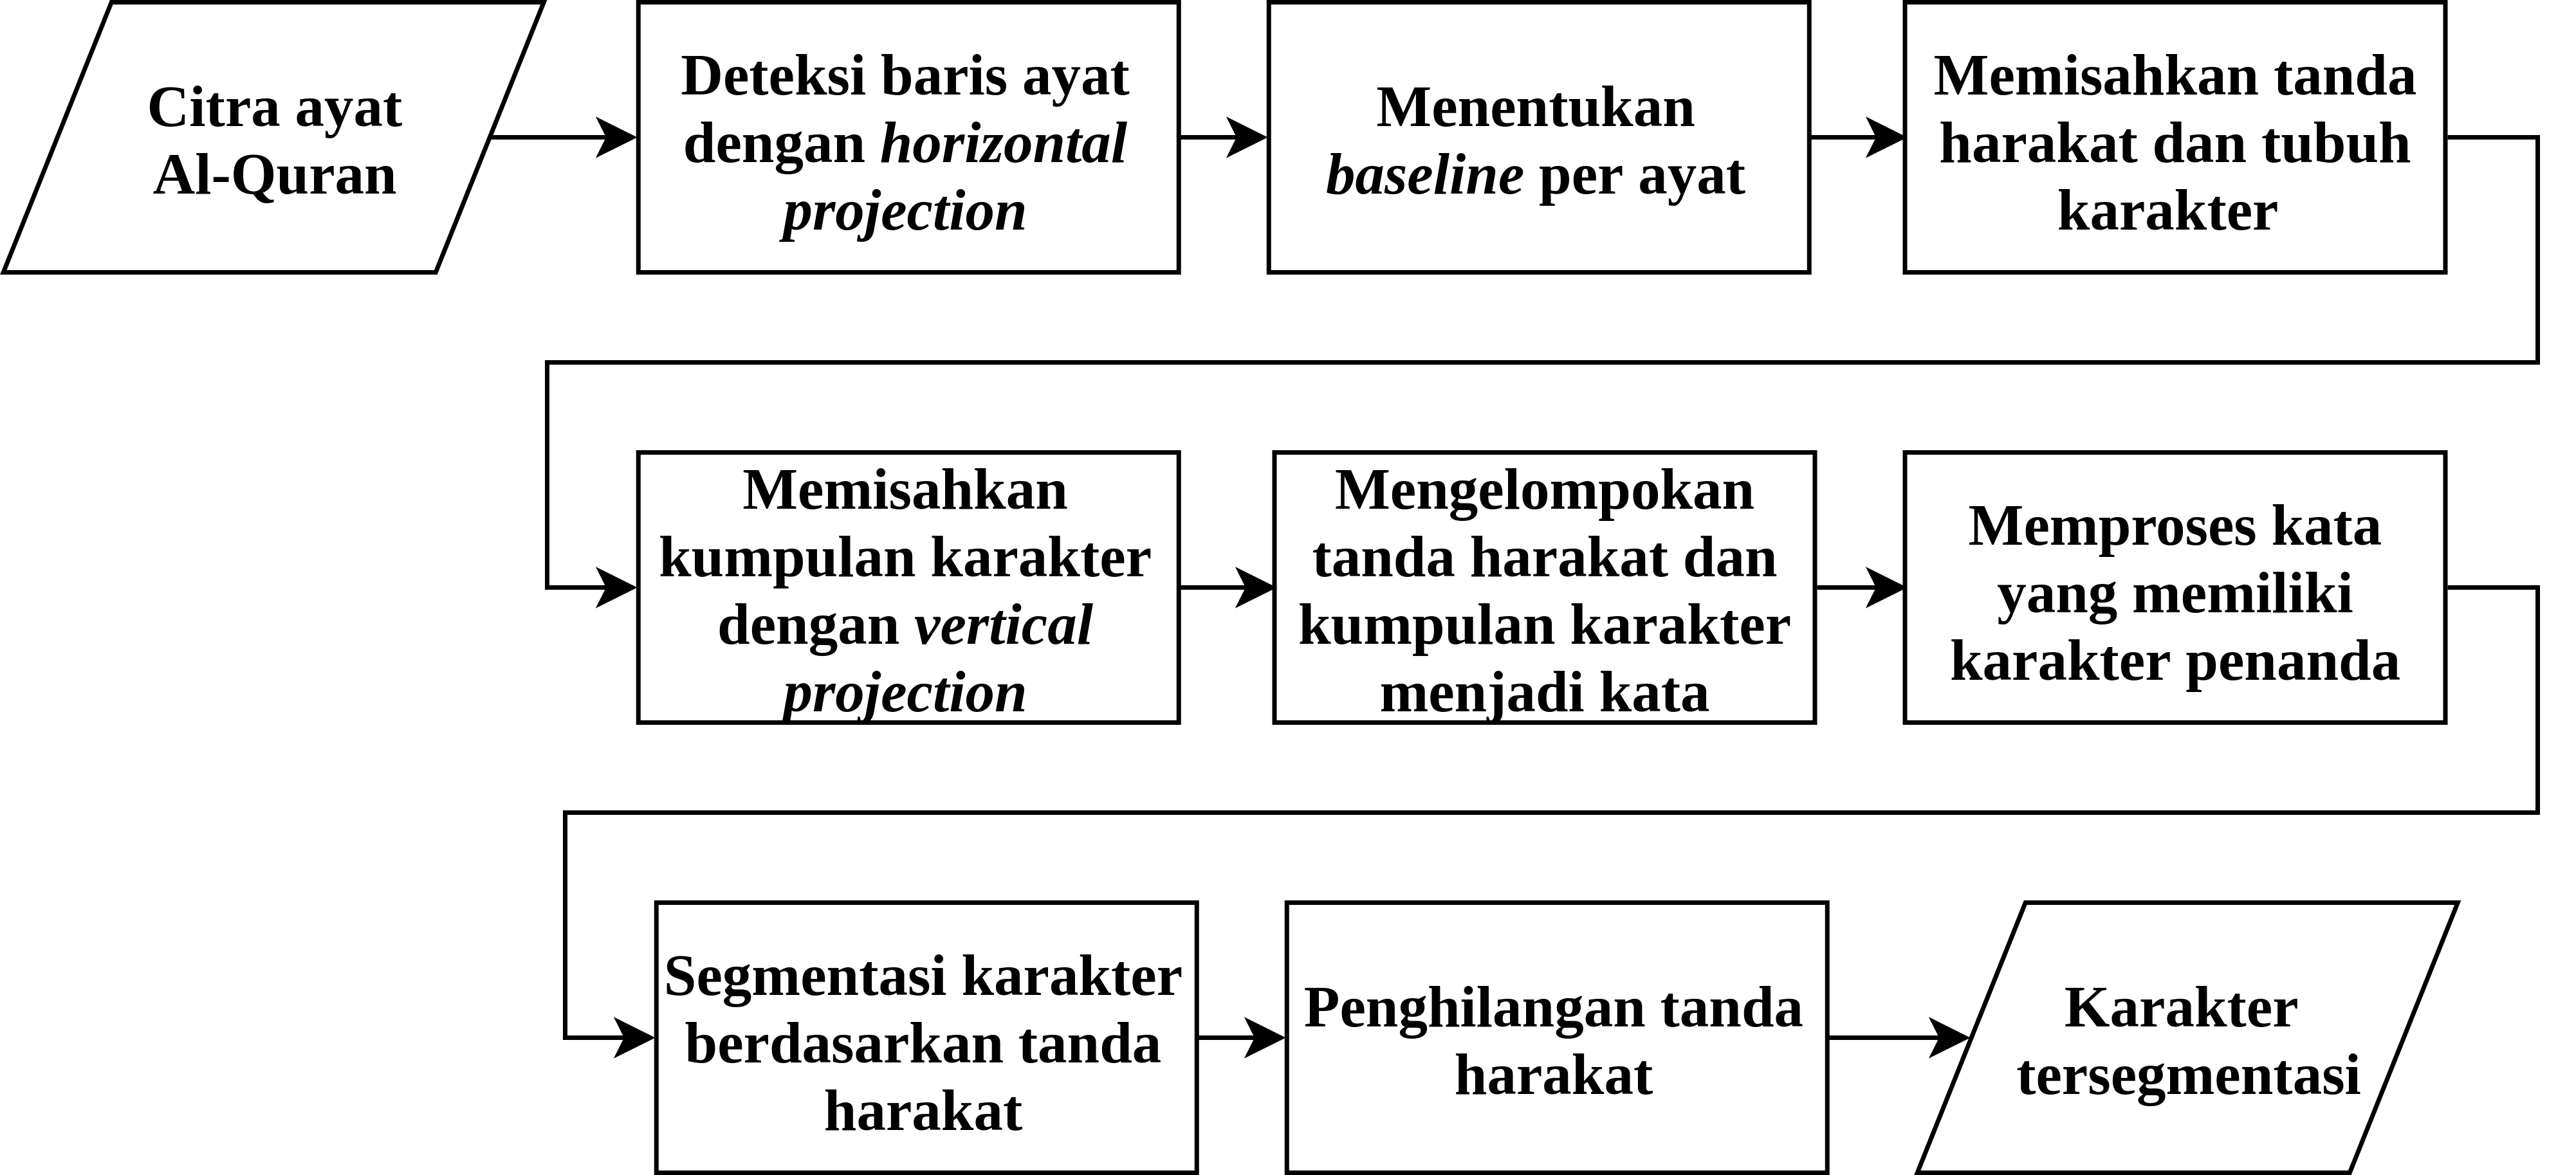 Citra ayat
Al-Quran
Deteksi baris ayat
dengan horizontal
projection
Menentukan
baseline per ayat
Memisahkan tanda
harakat dan tubuh
karakter
Memisahkan
kumpulan karakter
dengan vertical
projection
Mengelompokan
tanda harakat dan
kumpulan karakter
menjadi kata
Memproses kata
yang memiliki
karakter penanda
Segmentasi karakter
berdasarkan tanda
harakat
Penghilangan tanda
harakat
Karakter
tersegmentasi